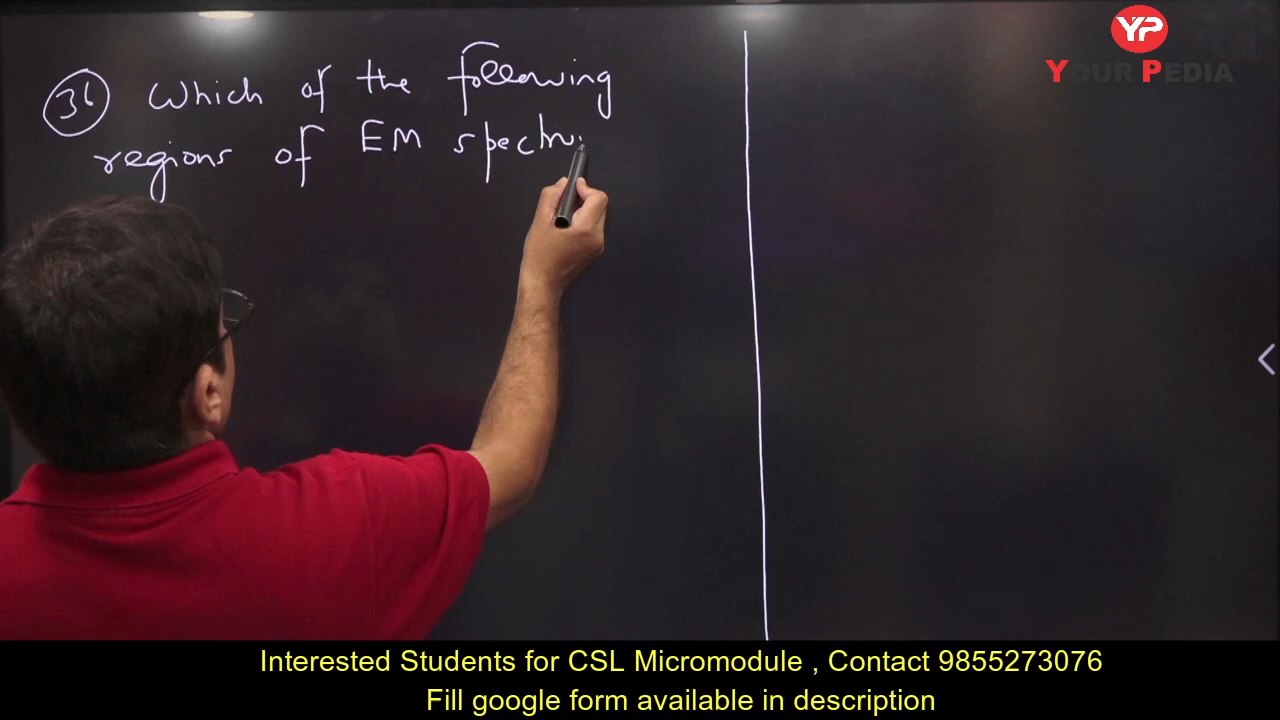 36 Which of the following
regions of EM spectru
YP
YOUR PEDIA
Interested Students for CSL Micromodule , Contact 9855273076
Fill google form available in description